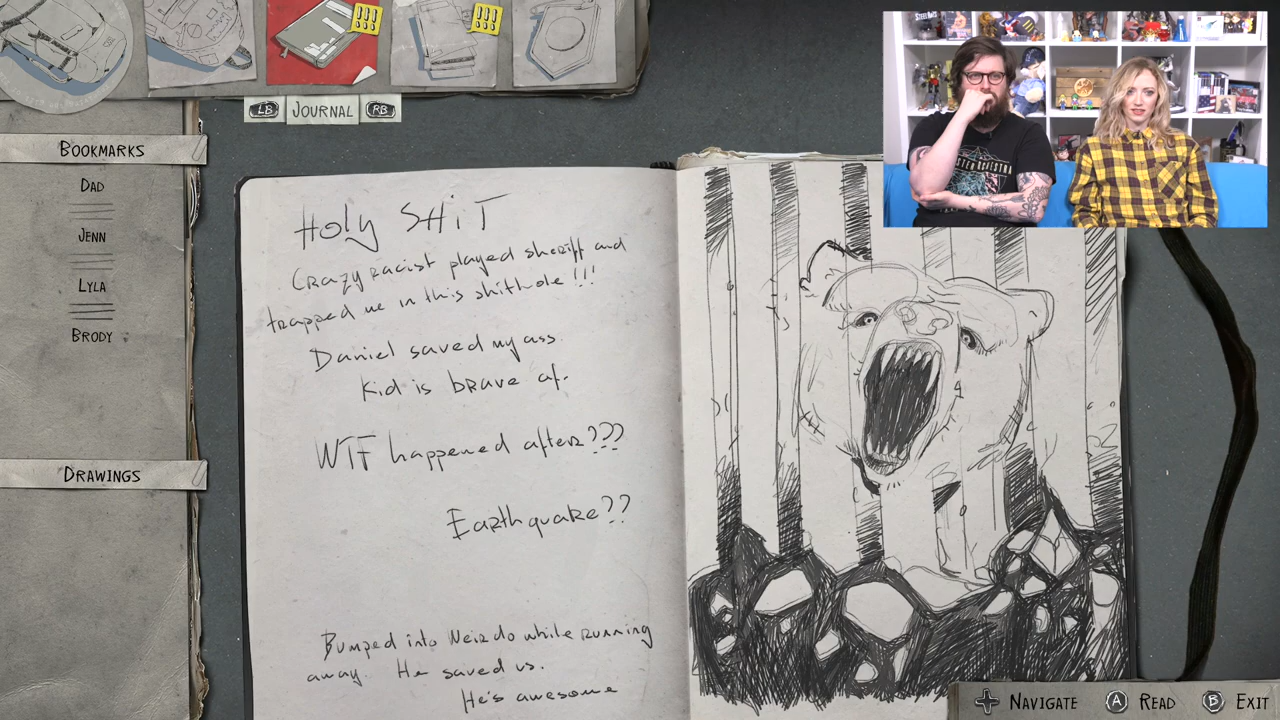 LB JOURNAL RB
BOOKMARKS
DAD
JENN
LYLA
BRODY
DRAWINGS
HOLY SHIT
Crazy racist played sheriff and
trapped me in this shithole!!!
Daniel saved my ass.
Kid is brave af.
WTF happened after???
Earthquake??
Bumped into Weirdo while running
away. He saved us.
He's awesome
NAVIGATE A READ B EXIT